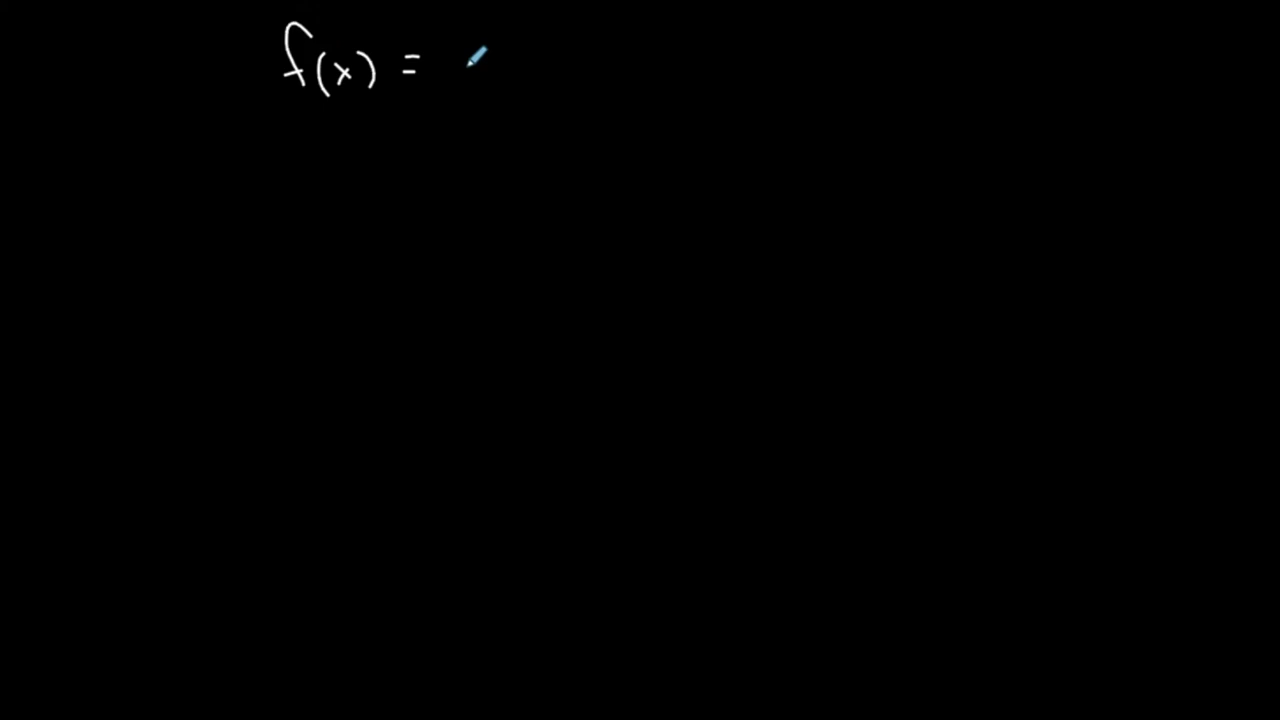 f(x) =